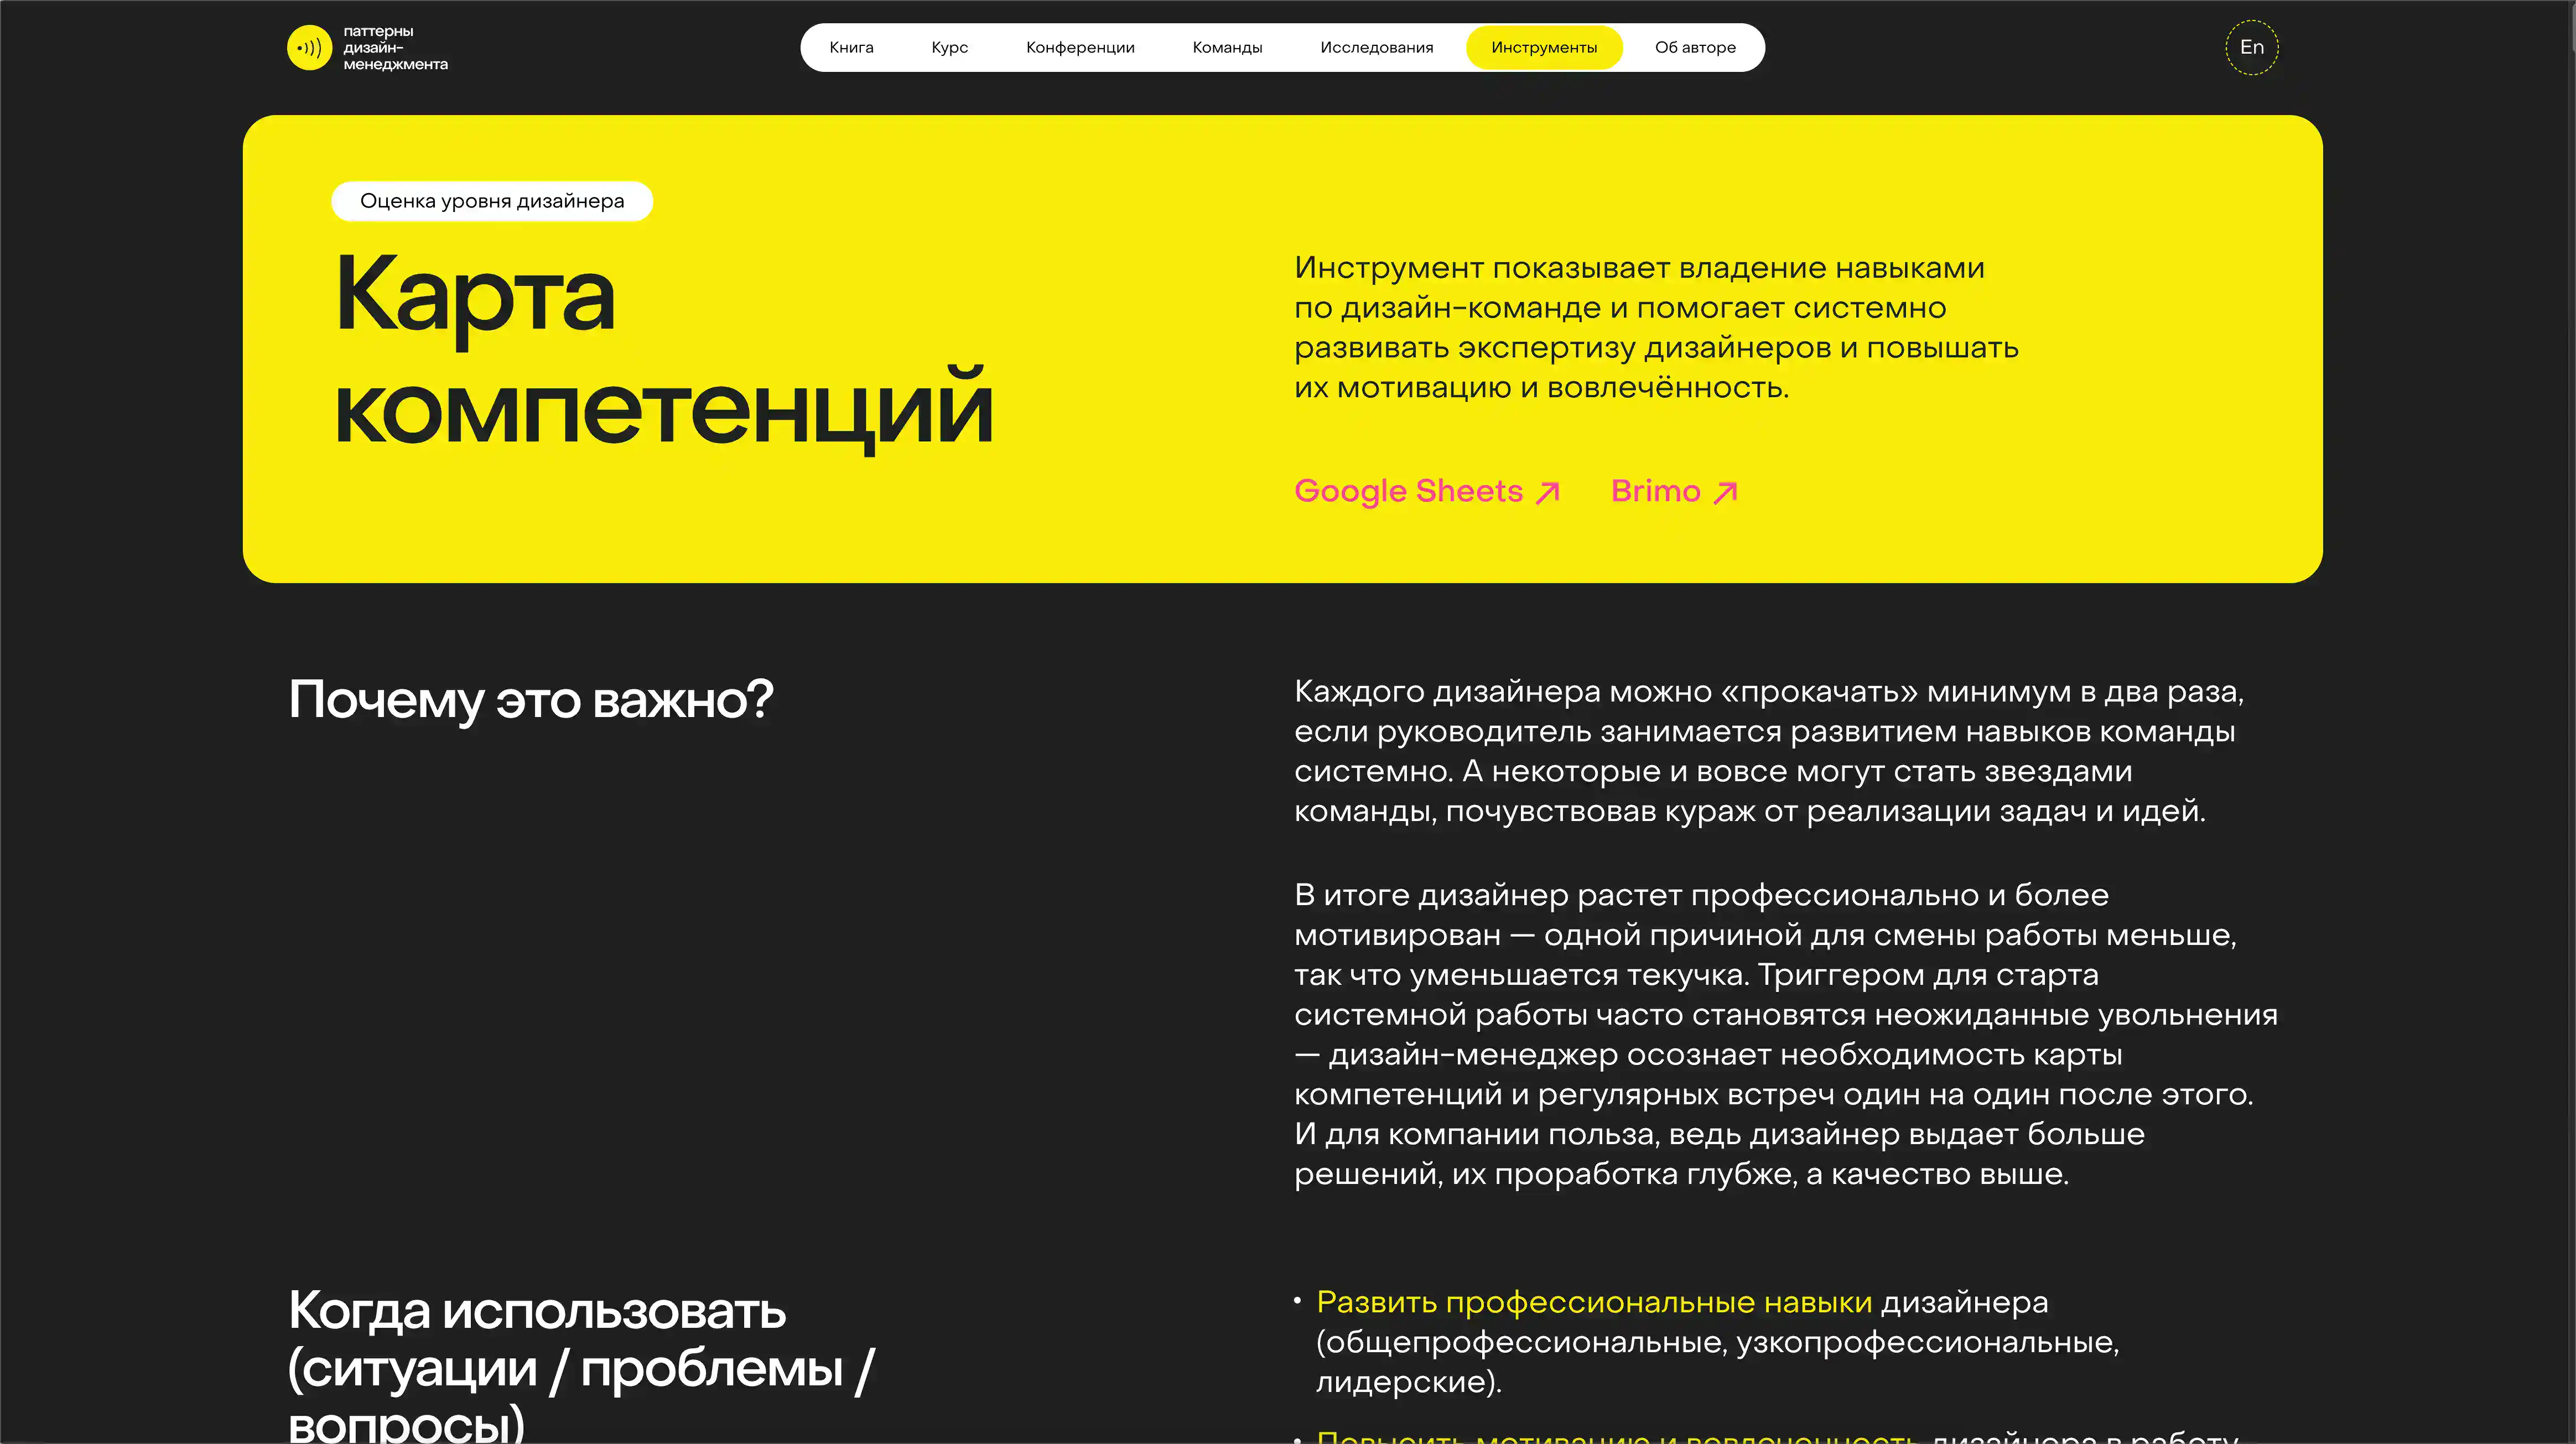 паттерны
дизайн-
менеджмента
Книга
Курс
Конференции
Команды
Исследования
Инструменты
Об авторе
En
Оценка уровня дизайнера
Карта
компетенций
Инструмент показывает владение навыками
по дизайн-команде и помогает системно
развивать экспертизу дизайнеров и повышать
их мотивацию и вовлечённость.
Google Sheets ↗
Brimo ↗
Почему это важно?
Каждого дизайнера можно «прокачать» минимум в два раза,
если руководитель занимается развитием навыков команды
системно. А некоторые и вовсе могут стать звездами
команды, почувствовав кураж от реализации задач и идей.
В итоге дизайнер растет профессионально и более
мотивирован — одной причиной для смены работы меньше,
так что уменьшается текучка. Триггером для старта
системной работы часто становятся неожиданные увольнения
— дизайн-менеджер осознает необходимость карты
компетенций и регулярных встреч один на один после этого.
И для компании польза, ведь дизайнер выдает больше
решений, их проработка глубже, а качество выше.
Когда использовать
(ситуации / проблемы /
вопросы)
• Развить профессиональные навыки дизайнера
(общепрофессиональные, узкопрофессиональные,
лидерские).
• Повысить мотивацию и вовлеченность дизайнера в работу